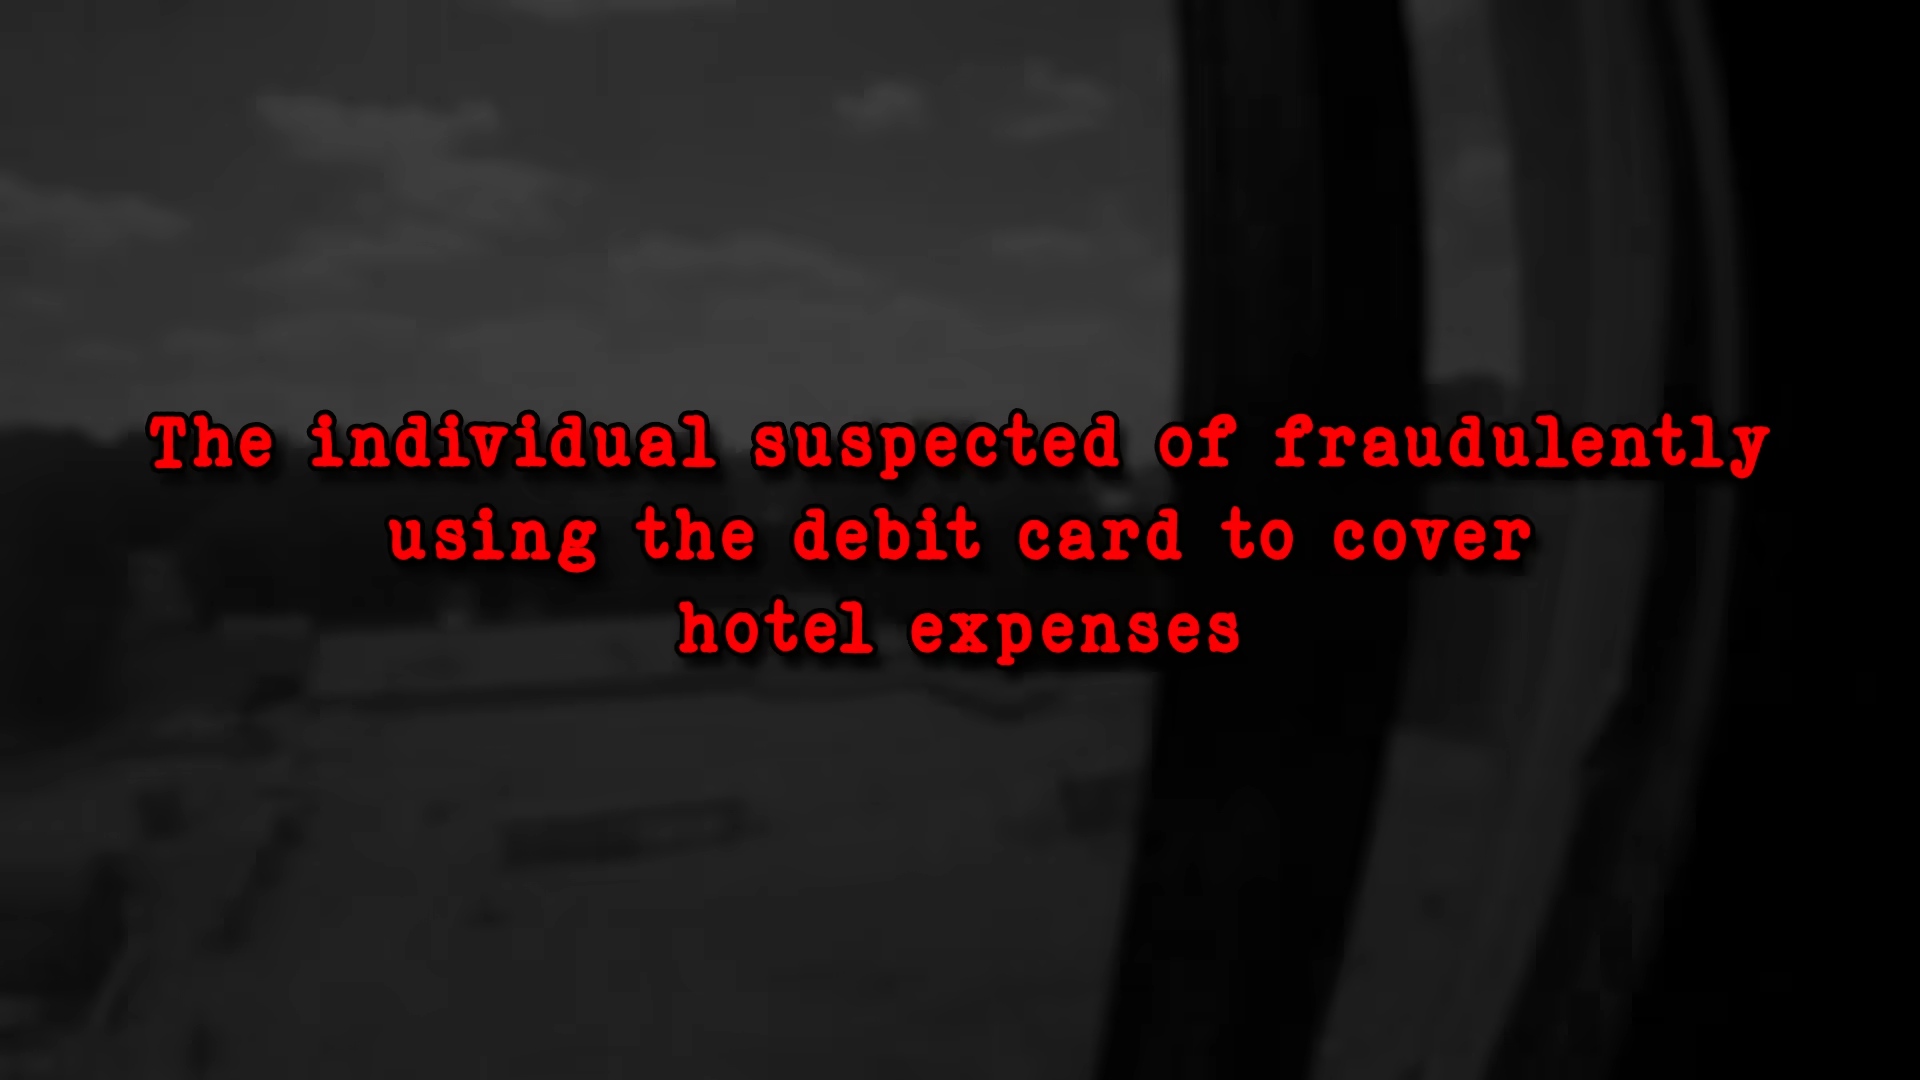 The individual suspected of fraudulently
using the debit card to cover
hotel expenses